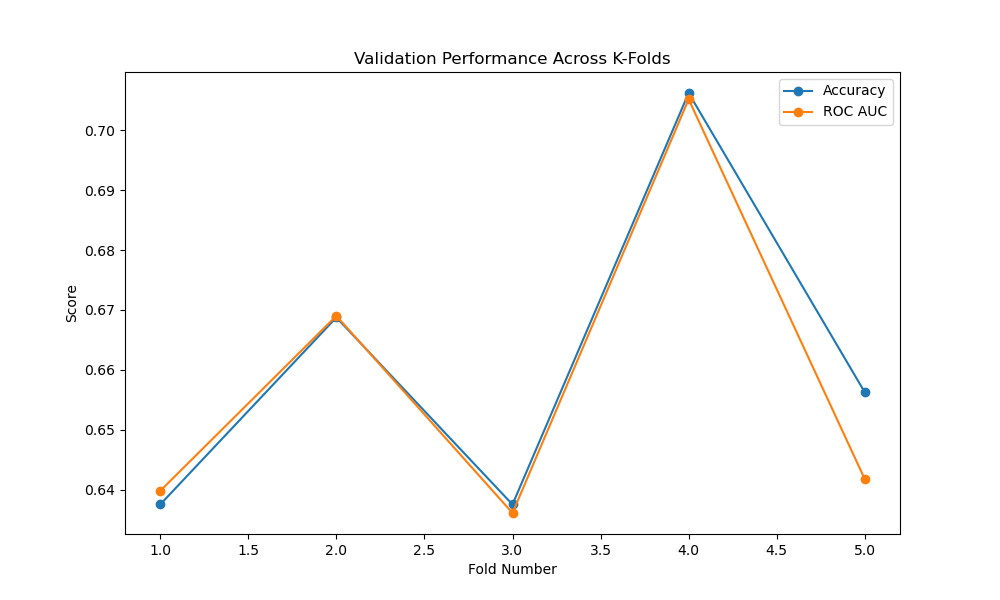 Validation Performance Across K-Folds
Accuracy
ROC AUC
0.70
0.69
0.68
0.67
0.66
0.65
0.64
Score
1.0 1.5 2.0 2.5 3.0 3.5 4.0 4.5 5.0
Fold Number